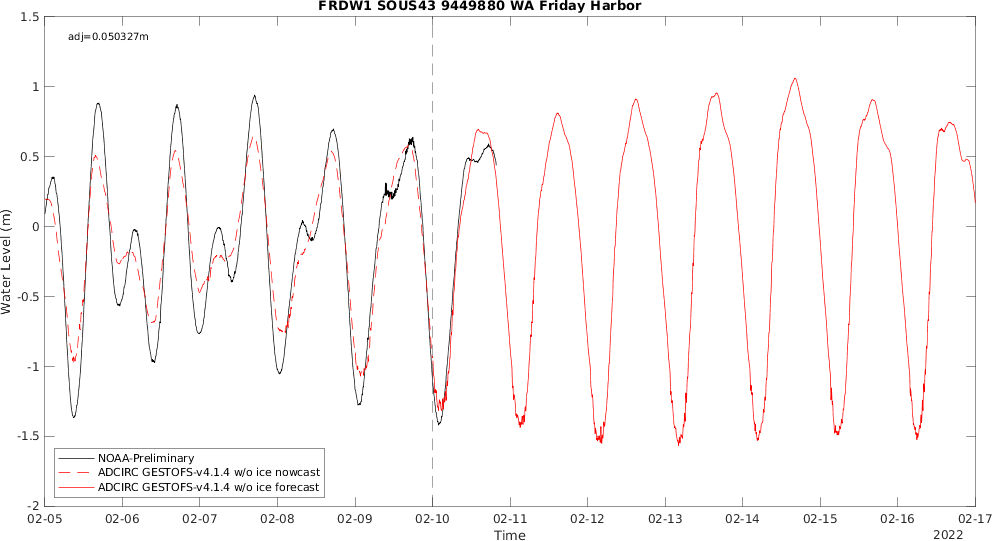 FRDW1 SOUS43 9449880 WA Friday Harbor
adj=0.050327m
1.5
1
0.5
0
-0.5
-1
-1.5
-2
Water Level (m)
NOAA-Preliminary
ADCIRC GESTOFS-v4.1.4 w/o ice nowcast
ADCIRC GESTOFS-v4.1.4 w/o ice forecast
02-05 02-06 02-07 02-08 02-09 02-10 02-11 02-12 02-13 02-14 02-15 02-16 02-17
Time
2022